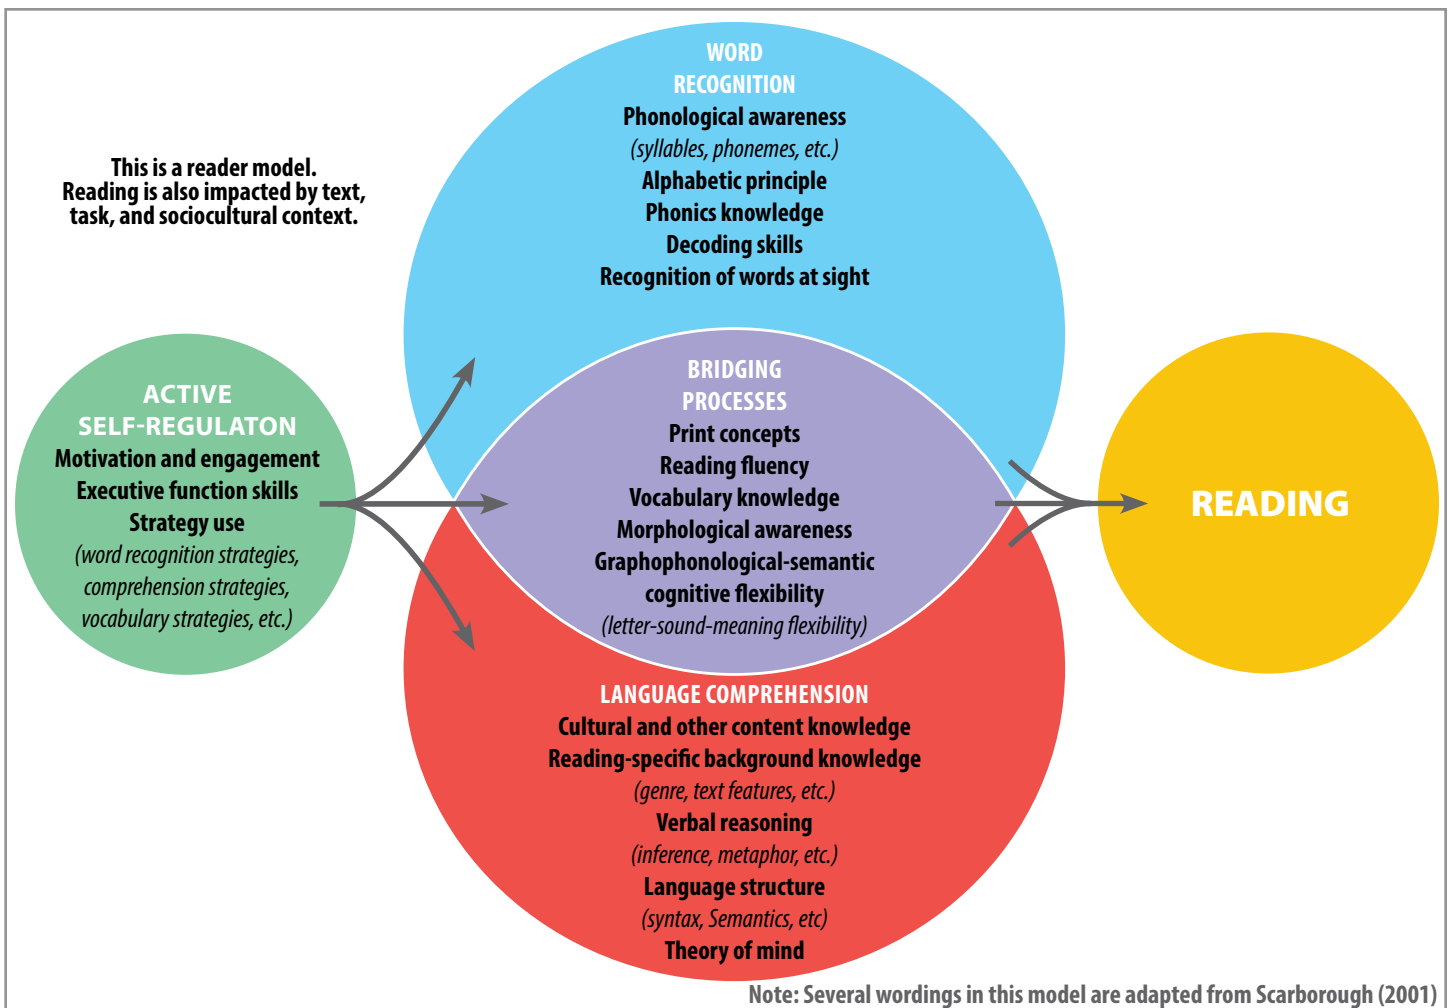 This is a reader model.
Reading is also impacted by text,
task, and sociocultural context.
WORD
RECOGNITION
Phonological awareness
(syllables, phonemes, etc.)
Alphabetic principle
Phonics knowledge
Decoding skills
Recognition of words at sight
ACTIVE
SELF-REGULATON
Motivation and engagement
Executive function skills
Strategy use
(word recognition strategies,
comprehension strategies,
vocabulary strategies, etc.)
BRIDGING
PROCESSES
Print concepts
Reading fluency
Vocabulary knowledge
Morphological awareness
Graphophonological-semantic
cognitive flexibility
(letter-sound-meaning flexibility)
READING
LANGUAGE COMPREHENSION
Cultural and other content knowledge
Reading-specific background knowledge
(genre, text features, etc.)
Verbal reasoning
(inference, metaphor, etc.)
Language structure
(syntax, Semantics, etc)
Theory of mind
Note: Several wordings in this model are adapted from Scarborough (2001)